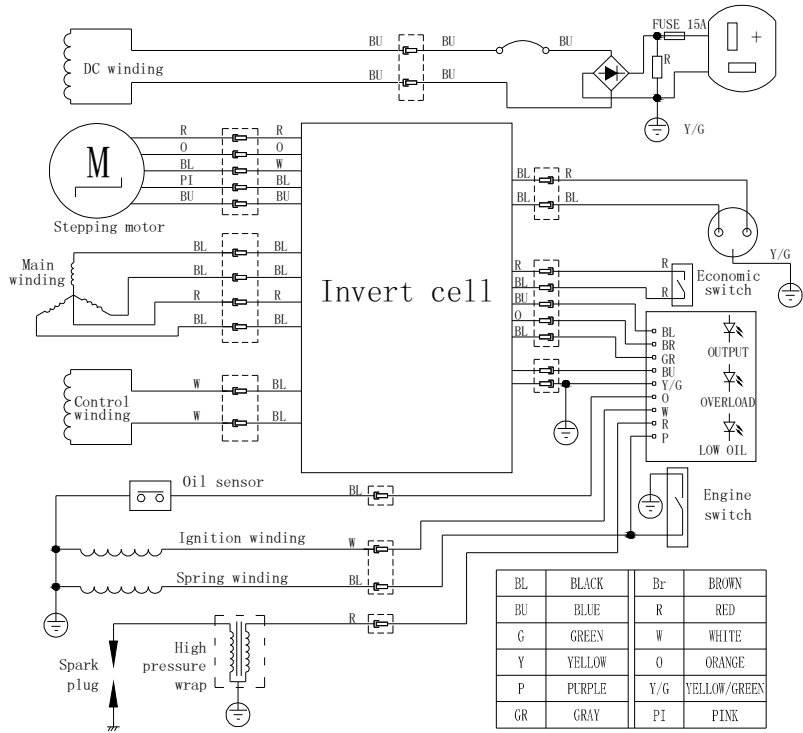 FUSE 15A
BU BU BU
DC winding
R
+
BU BU
Y/G
M
R R
O O
BL W
PI BL
BU BU
Stepping motor
Invert cell
BL R
BL BL
Y/G
Main
winding
BL BL
BL BL
R R
BL BL
R R
BL R
BU
O
BL
Economic
switch
BL
BR
GR
BU
Y/G
O
W
R
P
OUTPUT
OVERLOAD
LOW OIL
Control
winding
W BL
W BL
Oil sensor
BL
Engine
switch
Ignition winding
W
Spring winding
BL
R
High
pressure
wrap
Spark
plug
BL BLACK Br BROWN
BU BLUE R RED
G GREEN W WHITE
Y YELLOW O ORANGE
P PURPLE Y/G YELLOW/GREEN
GR GRAY PI PINK